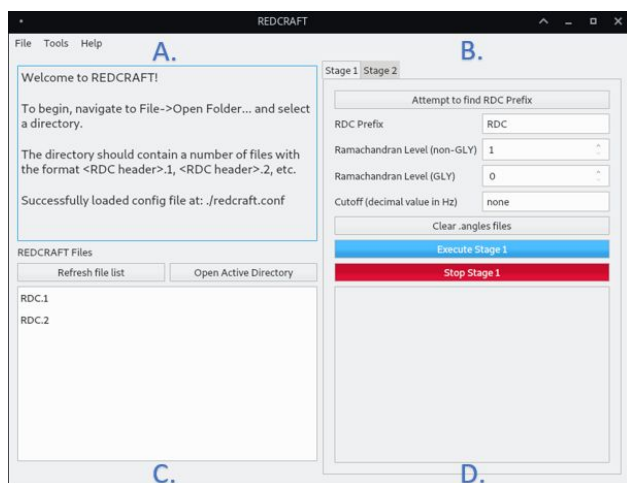 REDCRAFT
File Tools Help
A.
B.
Welcome to REDCRAFT!
To begin, navigate to File->Open Folder... and select
a directory.
The directory should contain a number of files with
the format <RDC header>.1, <RDC header>.2, etc.
Successfully loaded config file at: ./redcraft.conf
REDCRAFT Files
Refresh file list Open Active Directory
RDC.1
RDC.2
C.
Stage 1 Stage 2
Attempt to find RDC Prefix
RDC Prefix RDC
Ramachandran Level (non-GLY) 1
Ramachandran Level (GLY) 0
Cutoff (decimal value in Hz) none
Clear .angles files
Execute Stage 1
Stop Stage 1
D.